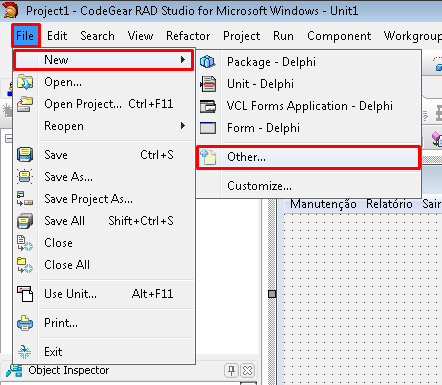 Project1 - CodeGear RAD Studio for Microsoft Windows - Unit1
File Edit Search View Refactor Project Run Component Workgroup
New
Open...
Open Project... Ctrl+F11
Reopen
Save Ctrl+S
Save As...
Save Project As...
Save All Shift+Ctrl+S
Close
Close All
Use Unit... Alt+F11
Print...
Exit
Package - Delphi
Unit - Delphi
VCL Forms Application - Delphi
Form - Delphi
Other...
Customize...
Manutenção Relatório Sair
Object Inspector